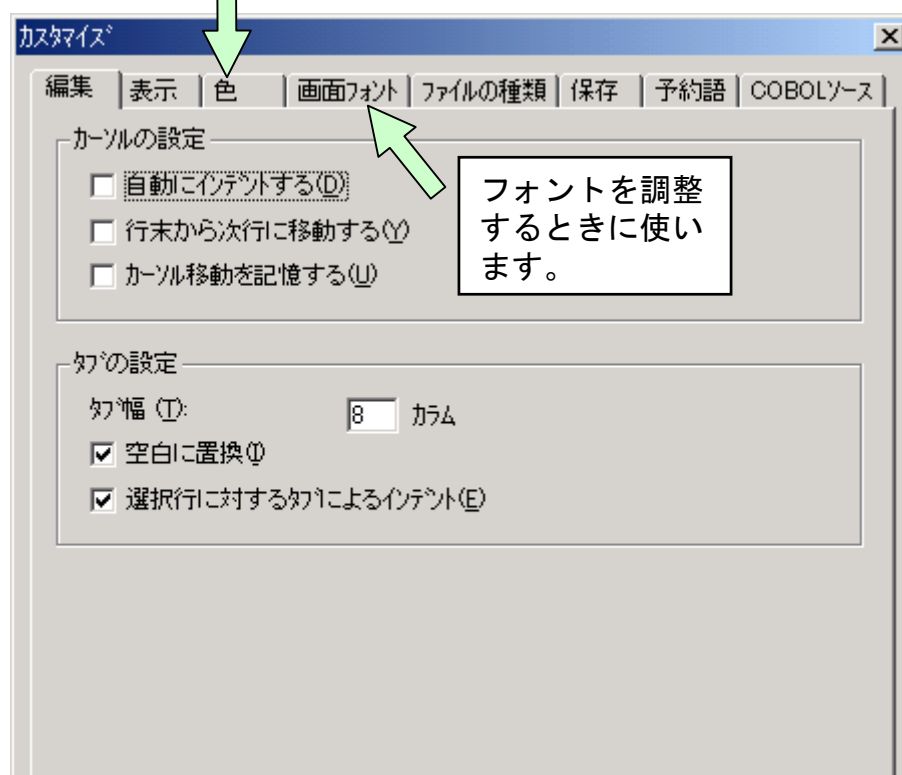 ｶｽﾀﾏｲｽﾞ
編集 表示 色 画面ﾌｫﾝﾄ ﾌｧｲﾙの種類 保存 予約語 COBOLｿｰｽ
ｶｰｿﾙの設定
自動にｲﾝﾃﾞﾝﾄする(D)
行末から次行に移動する(Y)
ｶｰｿﾙ移動を記憶する(U)
フォントを調整
するときに使い
ます。
ﾀﾌﾞの設定
ﾀﾌﾞ幅 (T): 8 ｶﾗﾑ
空白に置換(I)
選択行に対するﾀﾌﾞによるｲﾝﾃﾞﾝﾄ(E)